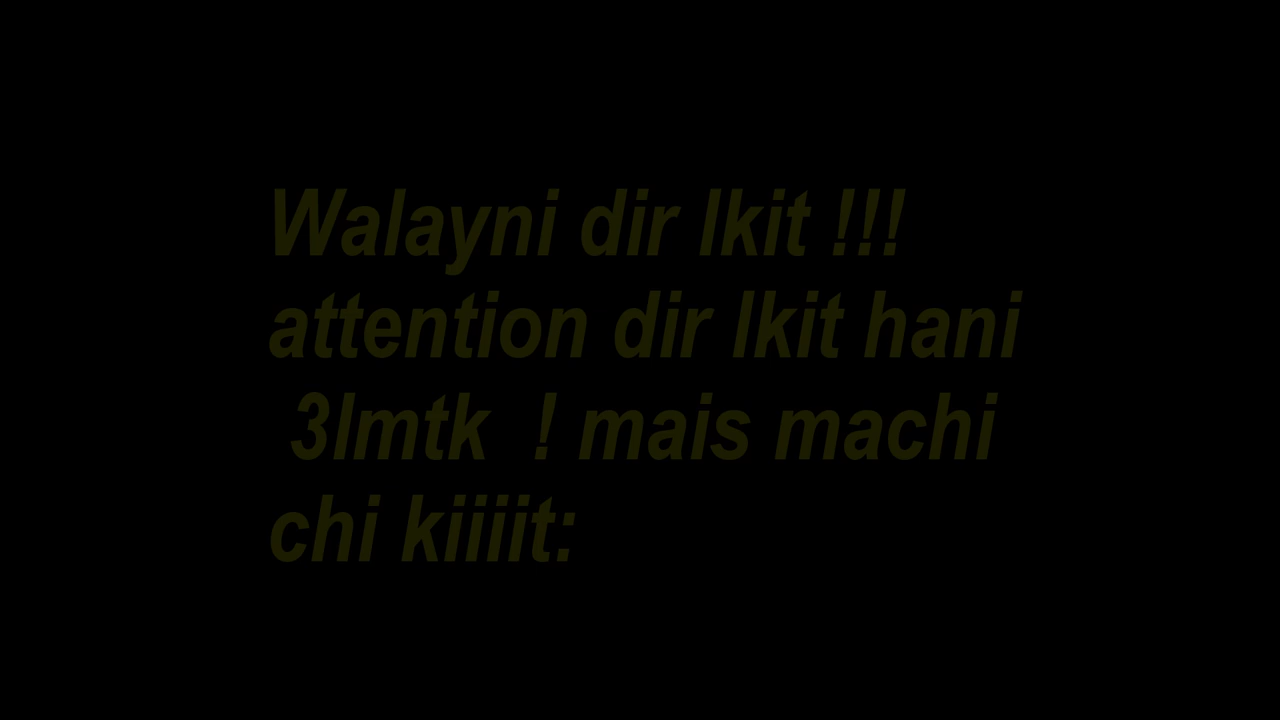 Walayni dir lkit !!!
attention dir lkit hani
3lmtk ! mais machi
chi kiiiit: